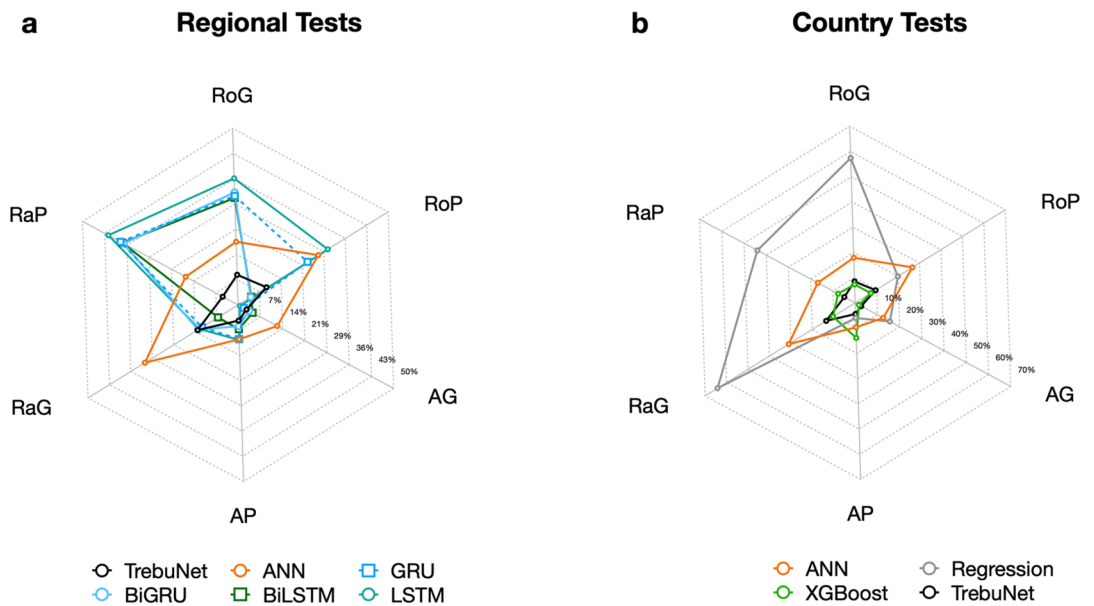 a Regional Tests
RoG
RoP
RaP
7%
14%
21%
29%
36%
43%
50%
RaG
AG
AP
TrebuNet ANN GRU
BiGRU BiLSTM LSTM
b Country Tests
RoG
RoP
RaP
10%
20%
30%
40%
50%
60%
70%
RaG
AG
AP
ANN Regression
XGBoost TrebuNet